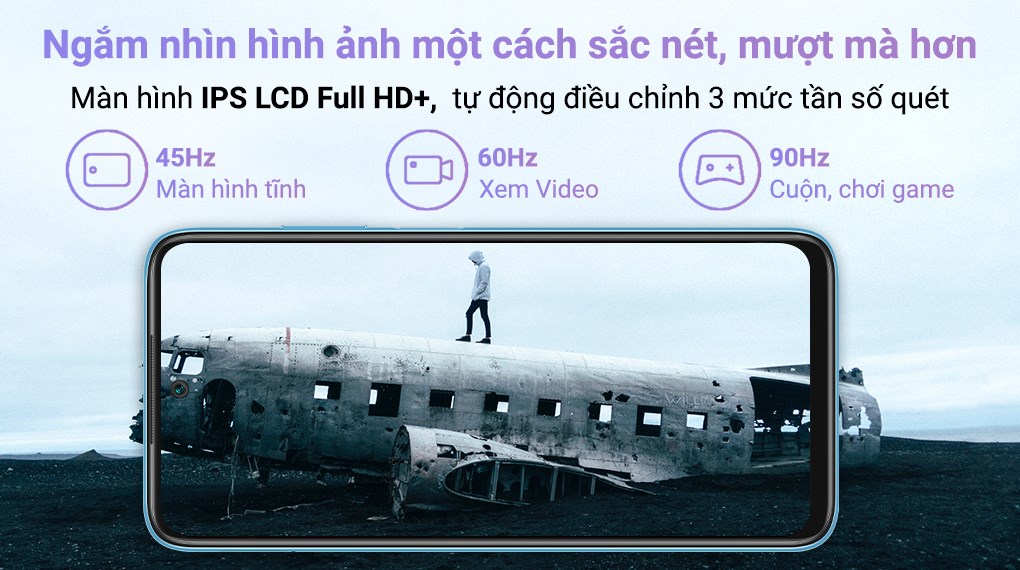 Ngắm nhìn hình ảnh một cách sắc nét, mượt mà hơn
Màn hình IPS LCD Full HD+, tự động điều chỉnh 3 mức tần số quét
45Hz
Màn hình tĩnh
60Hz
Xem Video
90Hz
Cuộn, chơi game